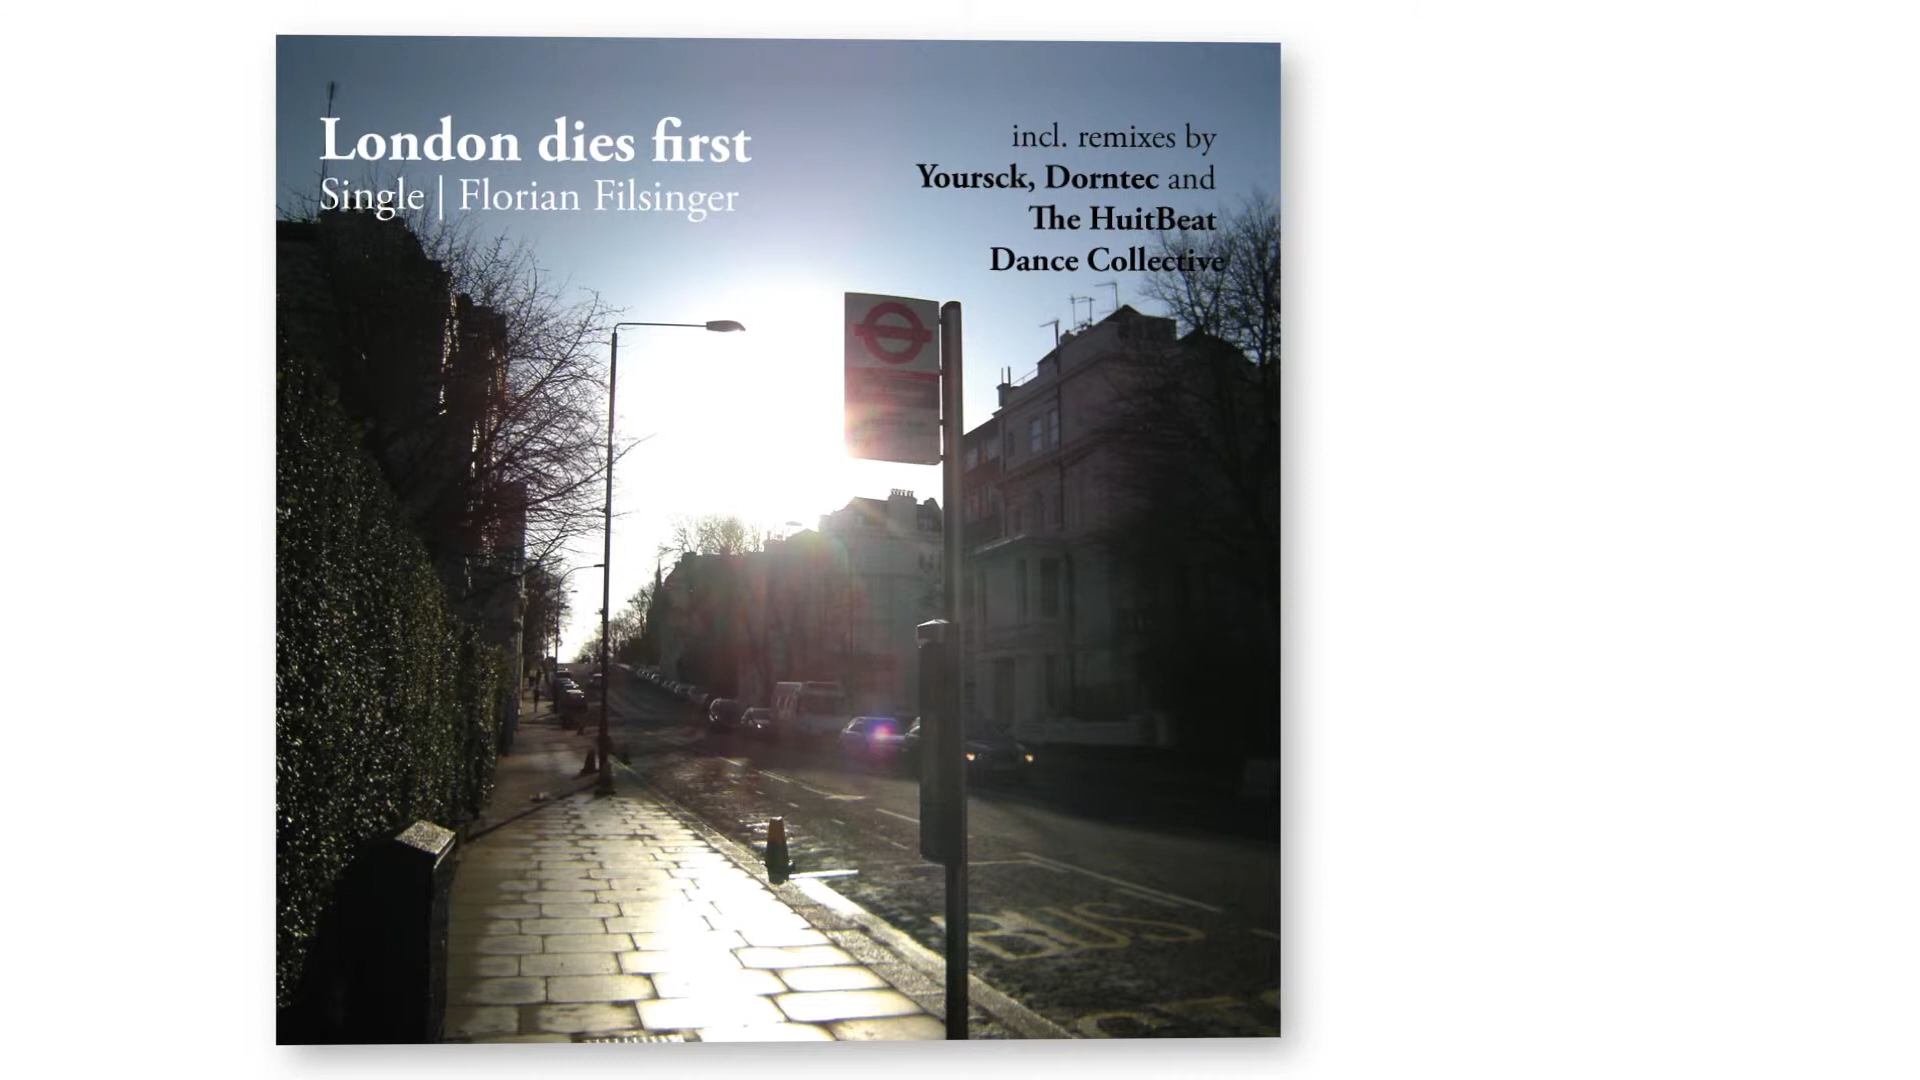 London dies first
Single | Florian Filsinger
incl. remixes by
Yoursck, Dorntec and
The HuitBeat
Dance Collective
BUS